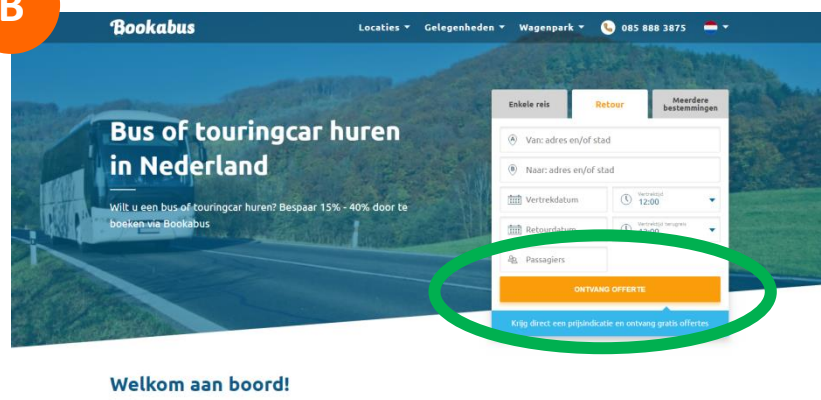 B
Bookabus
Locaties Gelegenheden Wagenpark 085 888 3875
Enkele reis Retour Meerdere bestemmingen
Bus of touringcar huren
in Nederland
Wilt u een bus of touringcar huren? Bespaar 15% - 40% door te
boeken via Bookabus
A Van: adres en/of stad
B Naar: adres en/of stad
Vertrekdatum Vertrektijd 12:00
Retourdatum Vertrektijd terugreis
Passagiers
ONTVANG OFFERTE
Krijg direct een prijsindicatie en ontvang gratis offertes
Welkom aan boord!